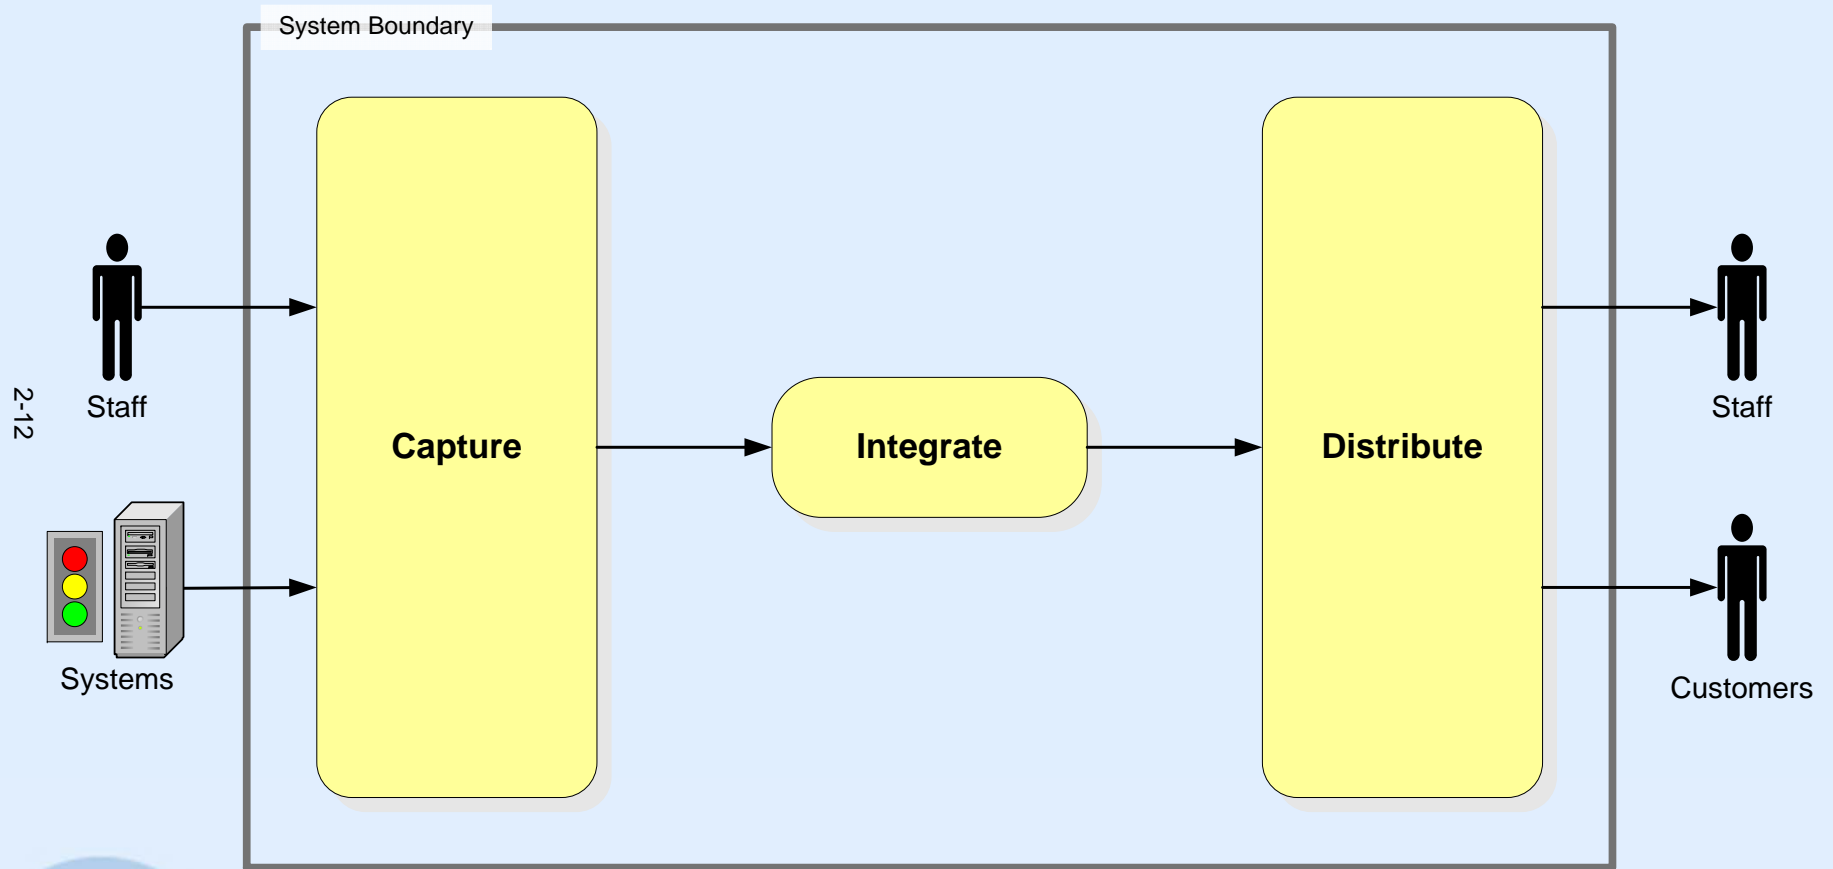 System Boundary
Staff
Systems
Capture
Integrate
Distribute
Staff
Customers
2-12